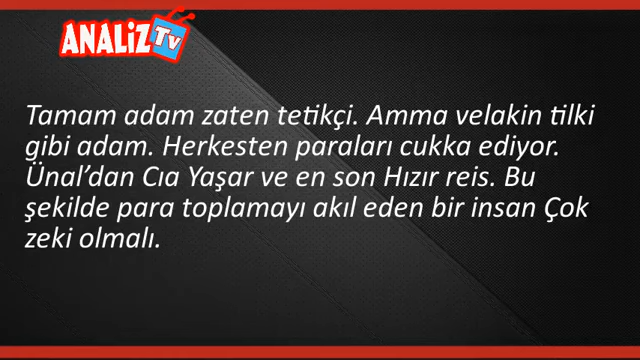 ANALİZ TV
Tamam adam zaten tetikçi. Amma velakin tilki
gibi adam. Herkesten paraları cukka ediyor.
Ünal’dan Cıa Yaşar ve en son Hızır reis. Bu
şekilde para toplamayı akıl eden bir insan Çok
zeki olmalı.